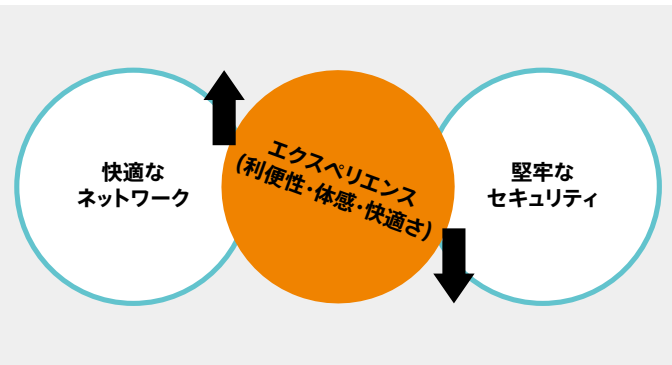 快適な
ネットワーク
エクスペリエンス
(利便性・体感・快適さ)
堅牢な
セキュリティ